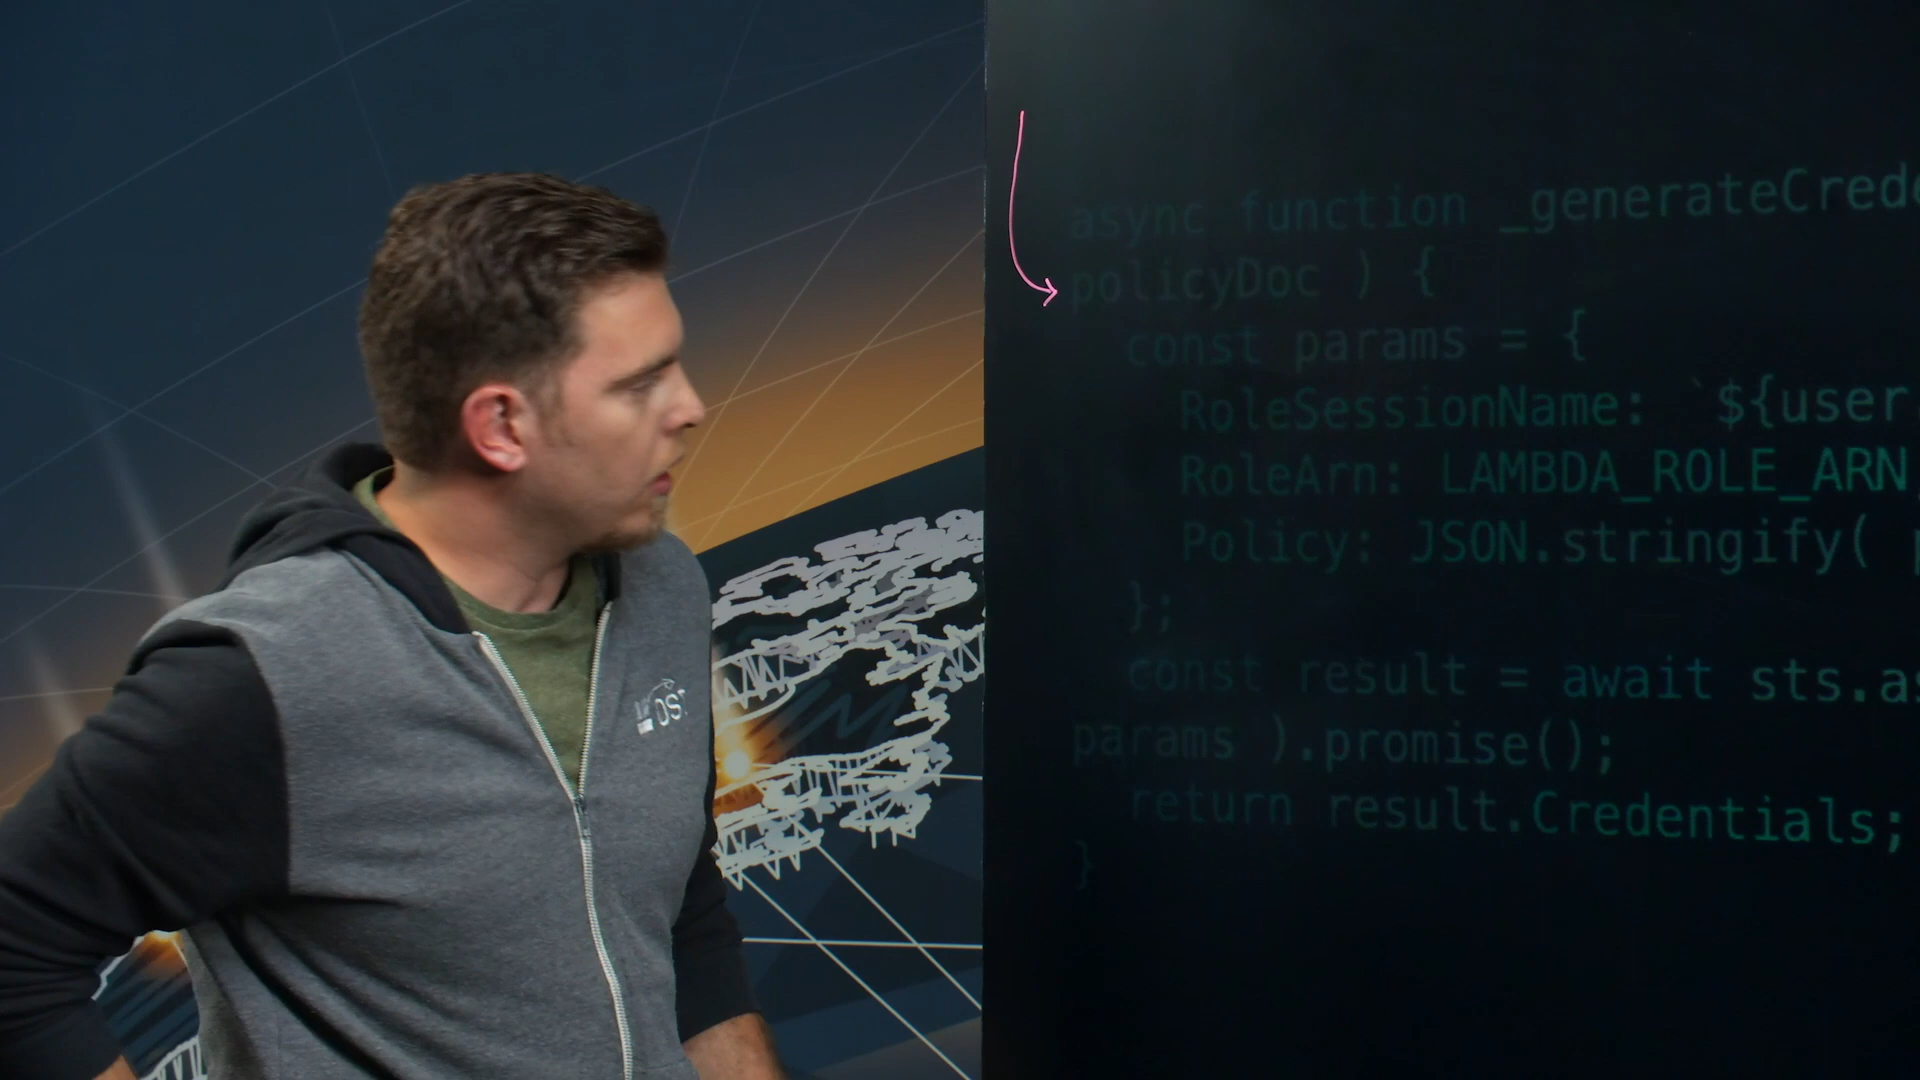 async function _generateCrede
policyDoc ) {
const params = {
RoleSessionName: `${user
RoleArn: LAMBDA_ROLE_ARN
Policy: JSON.stringify( p
};
const result = await sts.as
params ).promise();
return result.Credentials;
}
OST